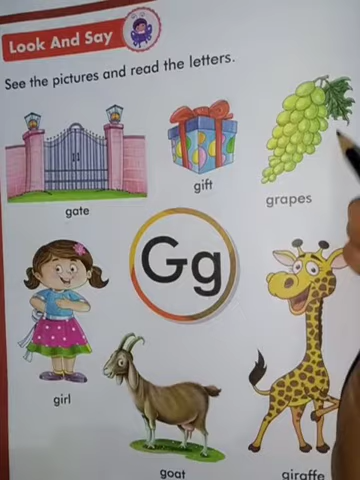 Look And Say
See the pictures and read the letters.
gate
gift
grapes
Gg
girl
goat
giraffe